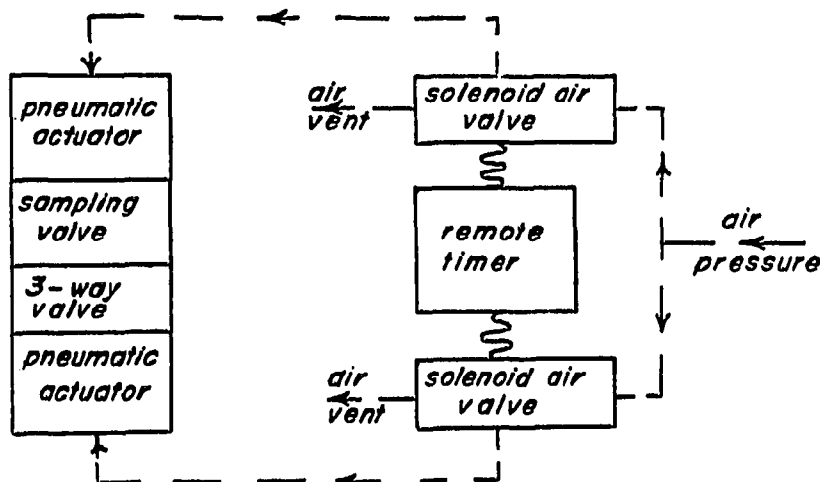 pneumatic
actuator
sampling
valve
3-way
valve
pneumatic
actuator
air
vent
solenoid air
valve
remote
timer
air
pressure
air
vent
solenoid air
valve